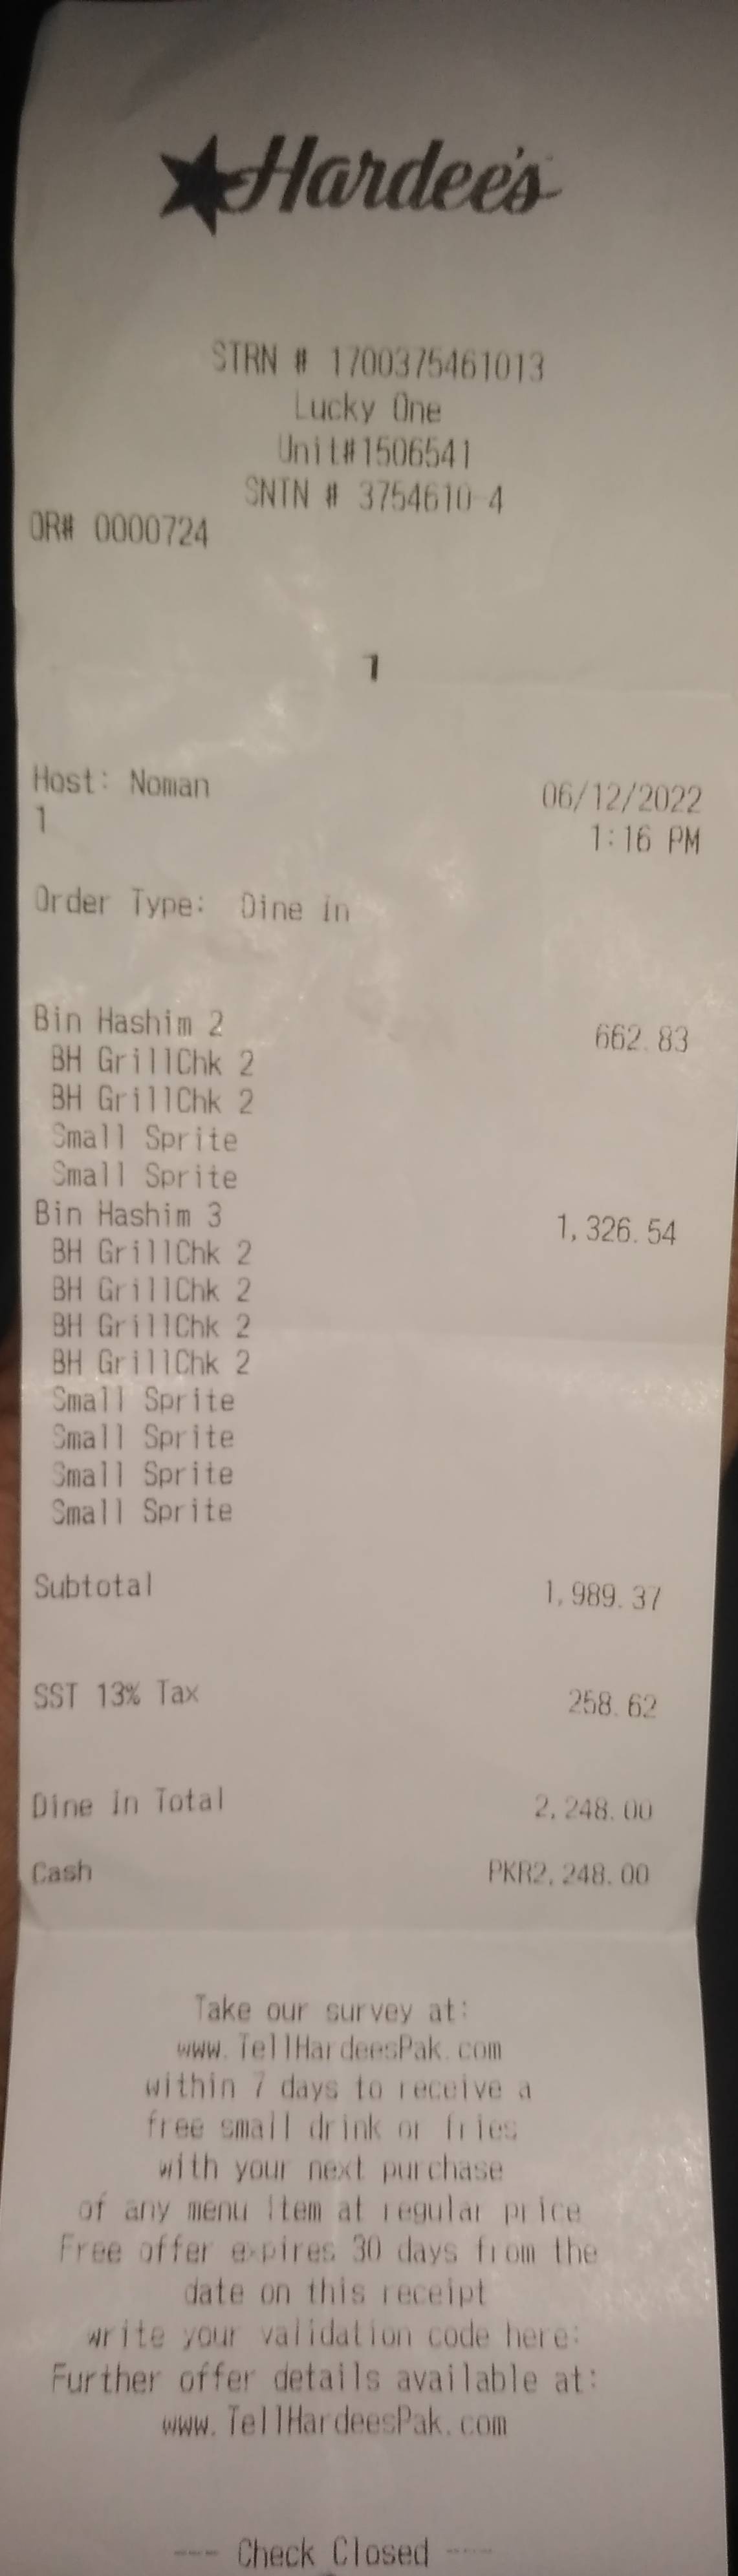 Hardee's
STRN # 1700375461013
Lucky One
Unit#1506541
SNTN # 3754610-4
OR# 0000724
1
Host: Noman 06/12/2022
1 1:16 PM
Order Type: Dine in
Bin Hashim 2 662.83
BH GrillChk 2
BH GrillChk 2
Small Sprite
Small Sprite
Bin Hashim 3 1,326.54
BH GrillChk 2
BH GrillChk 2
BH GrillChk 2
BH GrillChk 2
Small Sprite
Small Sprite
Small Sprite
Small Sprite
Subtotal 1,989.37
SST 13% Tax 258.62
Dine in Total 2,248.00
Cash PKR2,248.00
Take our survey at:
www.TellHardeesPak.com
within 7 days to receive a
free small drink or fries
with your next purchase
of any menu item at regular price
Free offer expires 30 days from the
date on this receipt
write your validation code here:
Further offer details available at:
www.TellHardeesPak.com
--- Check Closed ---